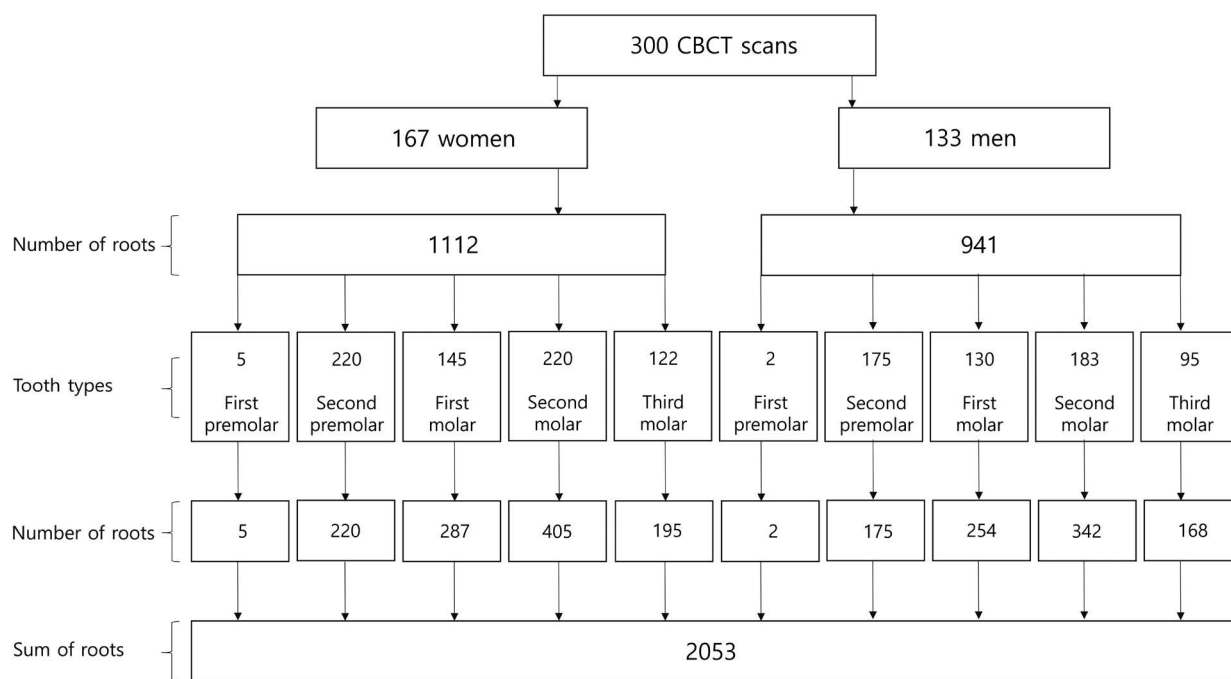 300 CBCT scans
167 women
133 men
Number of roots
1112
941
Tooth types
5
First
premolar
220
Second
premolar
145
First
molar
220
Second
molar
122
Third
molar
2
First
premolar
175
Second
premolar
130
First
molar
183
Second
molar
95
Third
molar
Number of roots
5
220
287
405
195
2
175
254
342
168
Sum of roots
2053